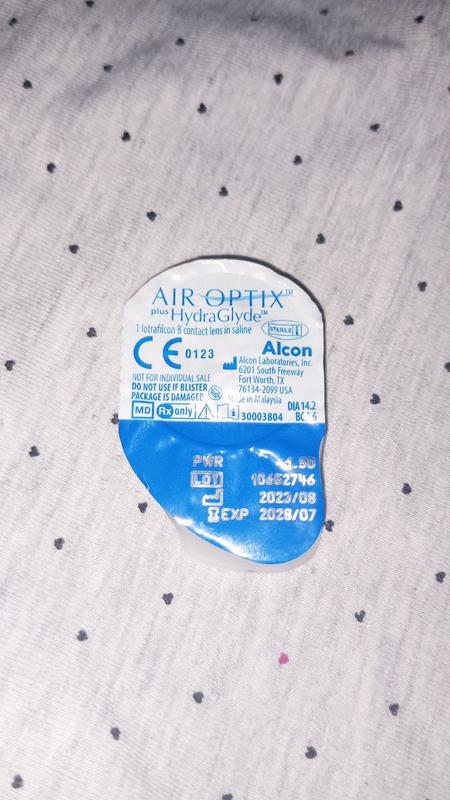 AIR OPTIX™
plus HydraGlyde™
1 lotrafilcon B contact lens in saline
STERILE
CE 0123
Alcon
Alcon Laboratories, Inc.
6201 South Freeway
Fort Worth, TX
76134-2099 USA
NOT FOR INDIVIDUAL SALE
DO NOT USE IF BLISTER
PACKAGE IS DAMAGED
in Malaysia
MD Rx only
30003804
DIA 14.2
BC
PWR
LOT 10652746
2023/08
EXP 2028/07